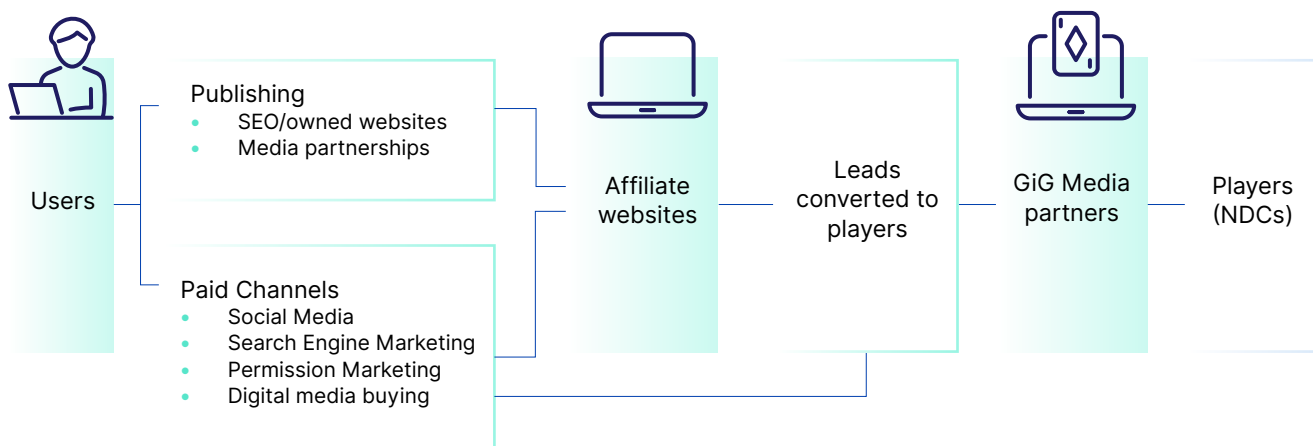 Users
Publishing
• SEO/owned websites
• Media partnerships
Paid Channels
• Social Media
• Search Engine Marketing
• Permission Marketing
• Digital media buying
Affiliate
websites
Leads
converted to
players
GiG Media
partners
Players
(NDCs)